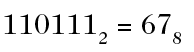 110111₂ = 67₈